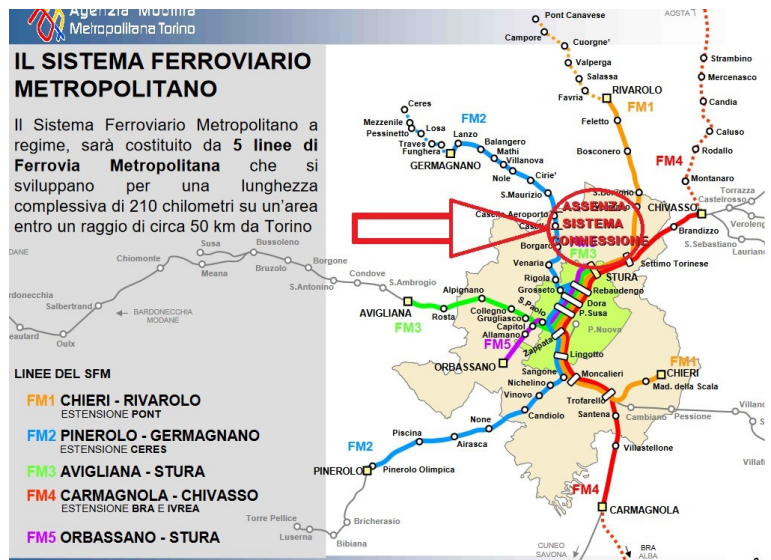 Agenzia Mobilità
Metropolitana Torino
IL SISTEMA FERROVIARIO
METROPOLITANO
Il Sistema Ferroviario Metropolitano a
regime, sarà costituito da 5 linee di
Ferrovia Metropolitana che si
sviluppano per una lunghezza
complessiva di 210 chilometri su un'area
entro un raggio di circa 50 km da Torino
Pont Canavese
Campore
Cuorgne'
Valperga
Salassa
Favria
RIVAROLO
FM1
Feletto
Bosconero
AOSTA
Strambino
Mercenasco
Candia
Caluso
Rodallo
FM4
Montanaro
CHIVASSO
Torrazza
Castelrosso
Brandizzo
S.Sebastiano
Settimo Torinese
Ceres
Mezzenile
Pessinetto
Losa
Traves
Funghera
FM2
Lanzo
GERMAGNANO
Balangero
Mathi
Villanova
Nole
Cirie'
S.Maurizio
Caselle Aeroporto
Borgaro
Venaria
Rigola
Grosseto
ASSENZA
SISTEMA
CONNESSIONE
FM3
STURA
Rebaudengo
Dora
P.Susa
P.Nuova
S.Paolo
Zappata
Lingotto
Susa
Bussoleno
Chiomonte
Meana
Bruzolo
Borgone
S.Antonino
Condove
S.Ambrogio
Salbertrand
BARDONECCHIA
MODANE
Oulx
AVIGLIANA
FM3
Rosta
Alpignano
Collegno
Grugliasco
Capitol
Allamano
FM5
ORBASSANO
Sangone
Nichelino
Vinovo
Candiolo
None
Airasca
Piscina
FM2
PINEROLO
Pinerolo Olimpica
Moncalieri
Trofarello
Santena
FM1
CHIERI
Mad. della Scala
Cambiano
Pessione
Villastellone
FM4
CARMAGNOLA
CUNEO
SAVONA
BRA
ALBA
Torre Pellice
Luserna
Bricherasio
Bibiana
LINEE DEL SFM
FM1 CHIERI - RIVAROLO
ESTENSIONE PONT
FM2 PINEROLO - GERMAGNANO
ESTENSIONE CERES
FM3 AVIGLIANA - STURA
FM4 CARMAGNOLA - CHIVASSO
ESTENSIONE BRA E IVREA
FM5 ORBASSANO - STURA